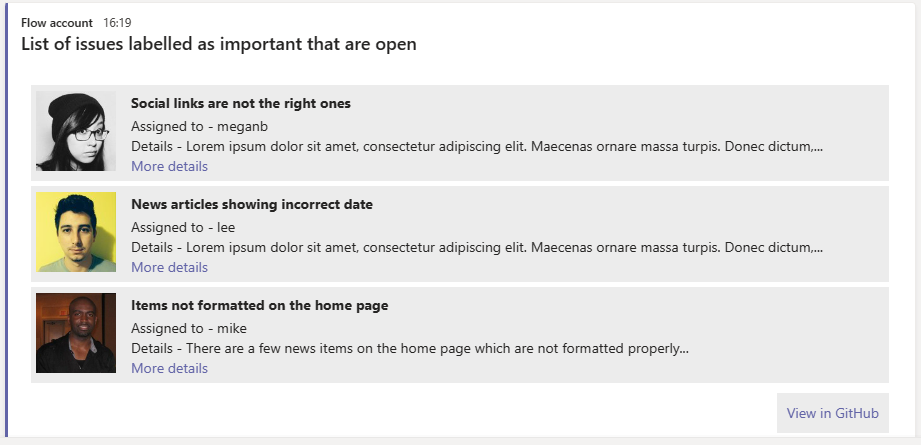 Flow account 16:19
List of issues labelled as important that are open
Social links are not the right ones
Assigned to - meganb
Details - Lorem ipsum dolor sit amet, consectetur adipiscing elit. Maecenas ornare massa turpis. Donec dictum,...
More details
News articles showing incorrect date
Assigned to - lee
Details - Lorem ipsum dolor sit amet, consectetur adipiscing elit. Maecenas ornare massa turpis. Donec dictum,...
More details
Items not formatted on the home page
Assigned to - mike
Details - There are a few news items on the home page which are not formatted properly...
More details
View in GitHub